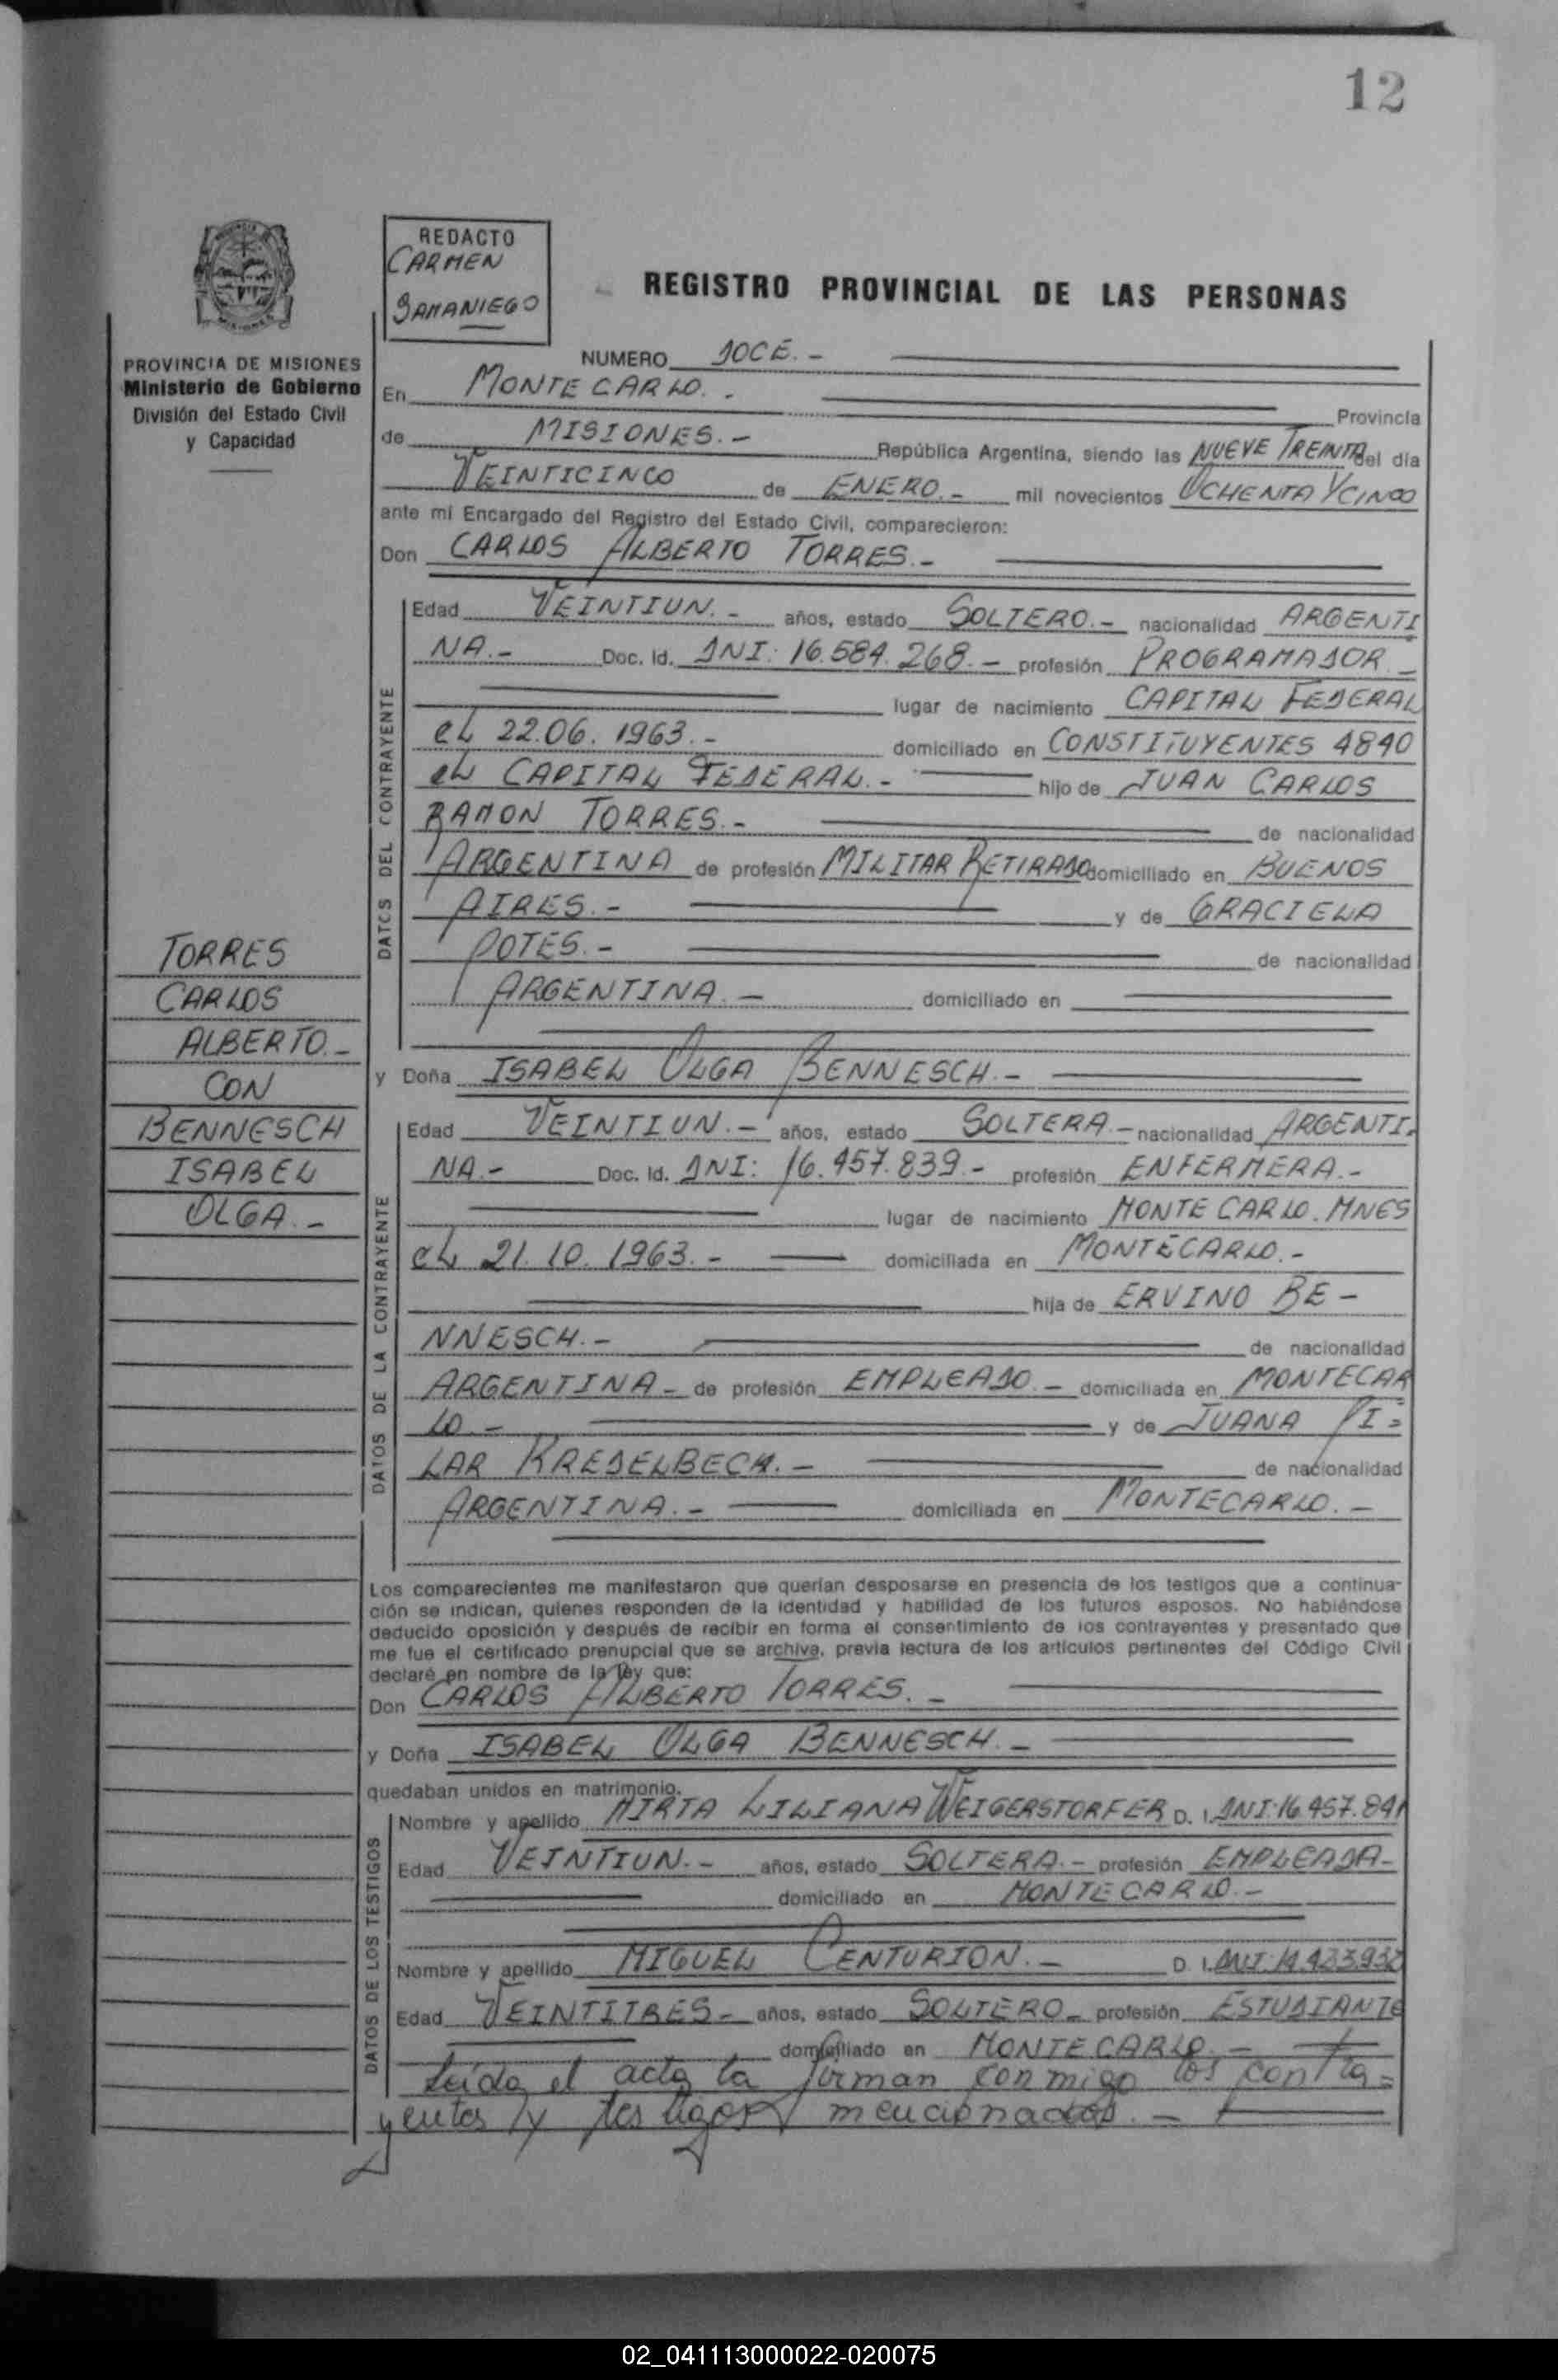 12
REDACTO
CARMEN
SAMANIEGO
REGISTRO PROVINCIAL DE LAS PERSONAS
PROVINCIA DE MISIONES
Ministerio de Gobierno
División del Estado Civil
y Capacidad
NUMERO DOCE.-
En MONTECARLO.-
Provincia
de MISIONES.- República Argentina, siendo las NUEVE TREINTA del día
VEINTICINCO de ENERO.- mil novecientos OCHENTA Y CINCO
ante mí Encargado del Registro del Estado Civil, comparecieron:
Don CARLOS ALBERTO TORRES.-
DATOS DEL CONTRAYENTE
Edad VEINTIUN.- años, estado SOLTERO.- nacionalidad ARGENTI
NA.- Doc. Id. DNI: 16.584.268.- profesión PROGRAMADOR.-
lugar de nacimiento CAPITAL FEDERAL
el 22.06.1963.- domiciliado en CONSTITUYENTES 4840
en CAPITAL FEDERAL.- hijo de JUAN CARLOS
RAMON TORRES.- de nacionalidad
ARGENTINA de profesión MILITAR RETIRADO domiciliado en BUENOS
AIRES.- y de GRACIELA
POTES.- de nacionalidad
ARGENTINA.- domiciliado en
TORRES
CARLOS
ALBERTO.-
CON
BENNESCH
ISABEL
OLGA.-
y Doña ISABEL OLGA BENNESCH.-
DATOS DE LA CONTRAYENTE
Edad VEINTIUN.- años, estado SOLTERA.- nacionalidad ARGENTI-
NA.- Doc. Id. DNI: 16.457.839.- profesión ENFERMERA.-
lugar de nacimiento MONTECARLO. MNES
el 21.10.1963.- domiciliada en MONTECARLO.-
hija de ERVINO BE-
NNESCH.- de nacionalidad
ARGENTINA- de profesión EMPLEADO.- domiciliada en MONTECAR
LO.- y de JUANA PI=
LAR KREDELBECH.- de nacionalidad
ARGENTINA.- domiciliada en MONTECARLO.-
Los comparecientes me manifestaron que querían desposarse en presencia de los testigos que a continua-
ción se indican, quienes responden de la identidad y habilidad de los futuros esposos. No habiéndose
deducido oposición y después de recibir en forma el consentimiento de los contrayentes y presentado que
me fue el certificado prenupcial que se archiva, previa lectura de los artículos pertinentes del Código Civil
declaré en nombre de la ley que:
Don CARLOS ALBERTO TORRES.-
y Doña ISABEL OLGA BENNESCH.-
quedaban unidos en matrimonio.
DATOS DE LOS TESTIGOS
Nombre y apellido MIRTA LILIANA WEIGERSTORFER D. I. DNI: 16.457.841
Edad VEINTIUN.- años, estado SOLTERA.- profesión EMPLEADA-
domiciliado en MONTECARLO.-
Nombre y apellido MIGUEL CENTURION.- D. I. DNI:
Edad VEINTITRES- años, estado SOLTERO- profesión ESTUDIANTE
domiciliado en MONTECARLO.-
Leída el acta la firman conmigo los contra=
yentes y testigos mencionados.-
02_041113000022-020075